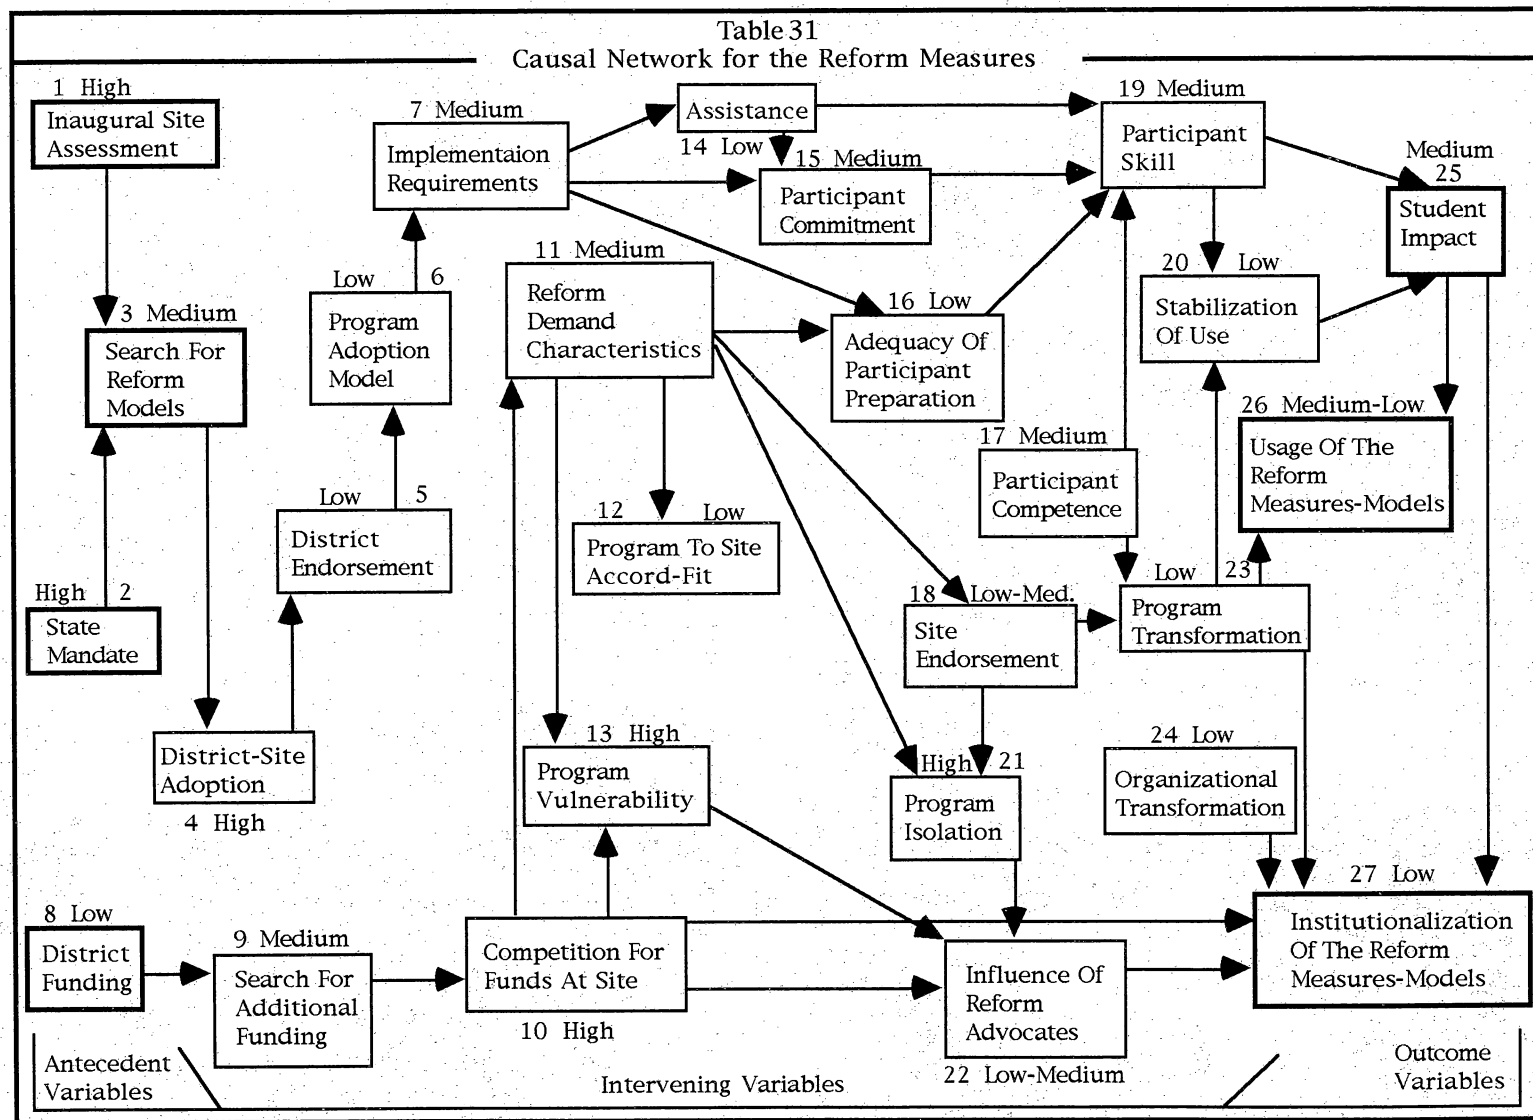 Table 31
Causal Network for the Reform Measures
1 High
Inaugural Site
Assessment
3 Medium
Search For
Reform
Models
High 2
State
Mandate
District-Site
Adoption
4 High
Low 5
District
Endorsement
Low 6
Program
Adoption
Model
7 Medium
Implementaion
Requirements
Assistance
14 Low
15 Medium
Participant
Commitment
11 Medium
Reform
Demand
Characteristics
16 Low
Adequacy Of
Participant
Preparation
12 Low
Program To Site
Accord-Fit
13 High
Program
Vulnerability
8 Low
District
Funding
9 Medium
Search For
Additional
Funding
Competition For
Funds At Site
10 High
17 Medium
Participant
Competence
18 Low-Med.
Site
Endorsement
High 21
Program
Isolation
Influence Of
Reform
Advocates
22 Low-Medium
19 Medium
Participant
Skill
20 Low
Stabilization
Of Use
Low 23
Program
Transformation
24 Low
Organizational
Transformation
Medium
25
Student
Impact
26 Medium-Low
Usage Of The
Reform
Measures-Models
27 Low
Institutionalization
Of The Reform
Measures-Models
Antecedent
Variables
Intervening Variables
Outcome
Variables